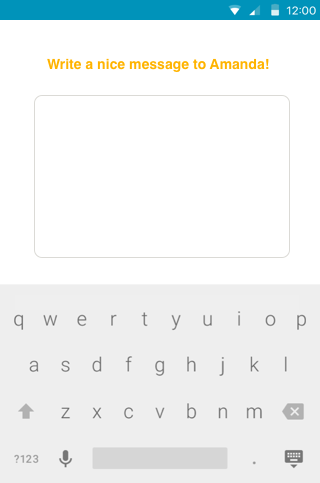 12:00
Write a nice message to Amanda!
q w e r t y u i o p
a s d f g h j k l
z x c v b n m
?123 .